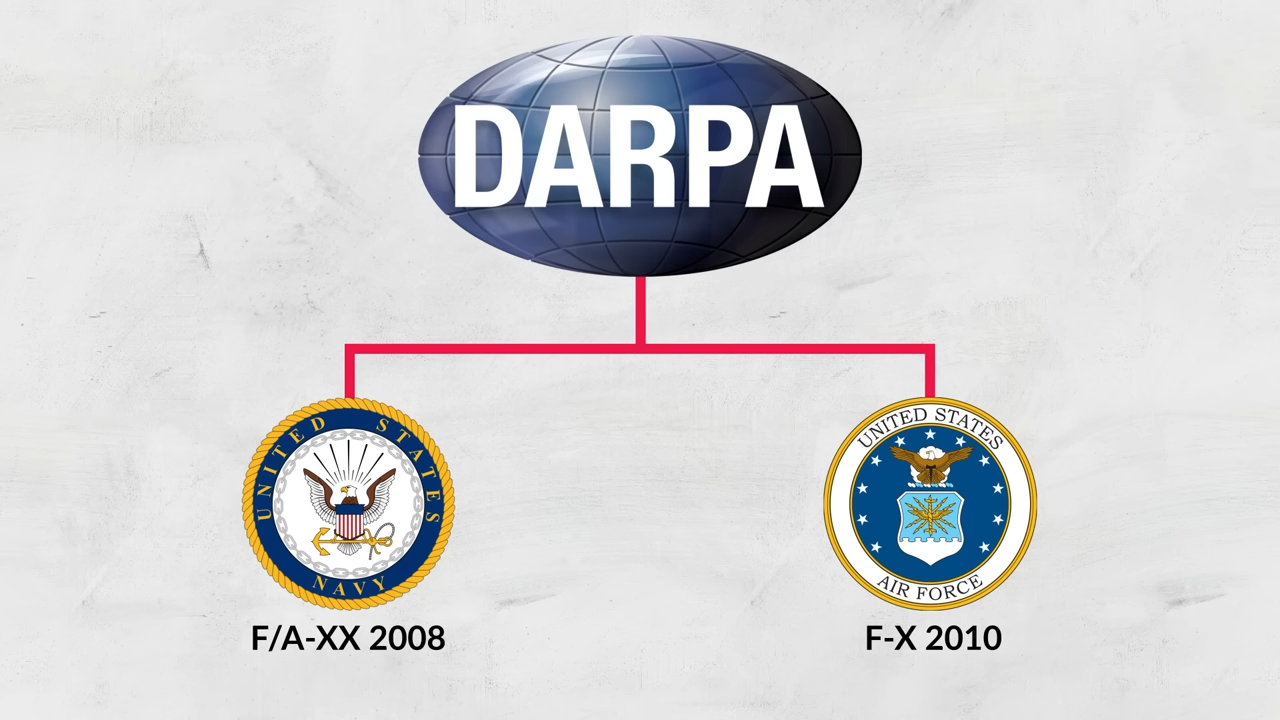 DARPA
UNITED STATES
NAVY
F/A-XX 2008
UNITED STATES
AIR FORCE
F-X 2010